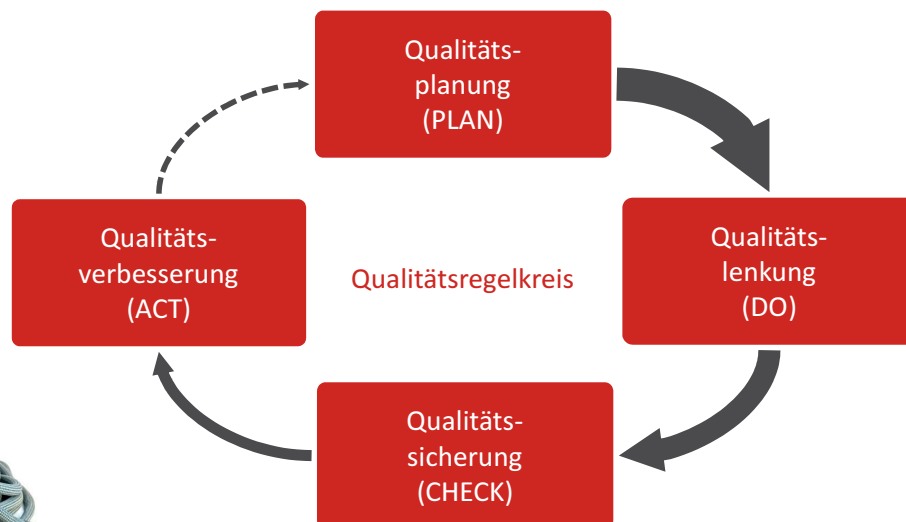 Qualitäts-
planung
(PLAN)
Qualitäts-
verbesserung
(ACT)
Qualitätsregelkreis
Qualitäts-
lenkung
(DO)
Qualitäts-
sicherung
(CHECK)